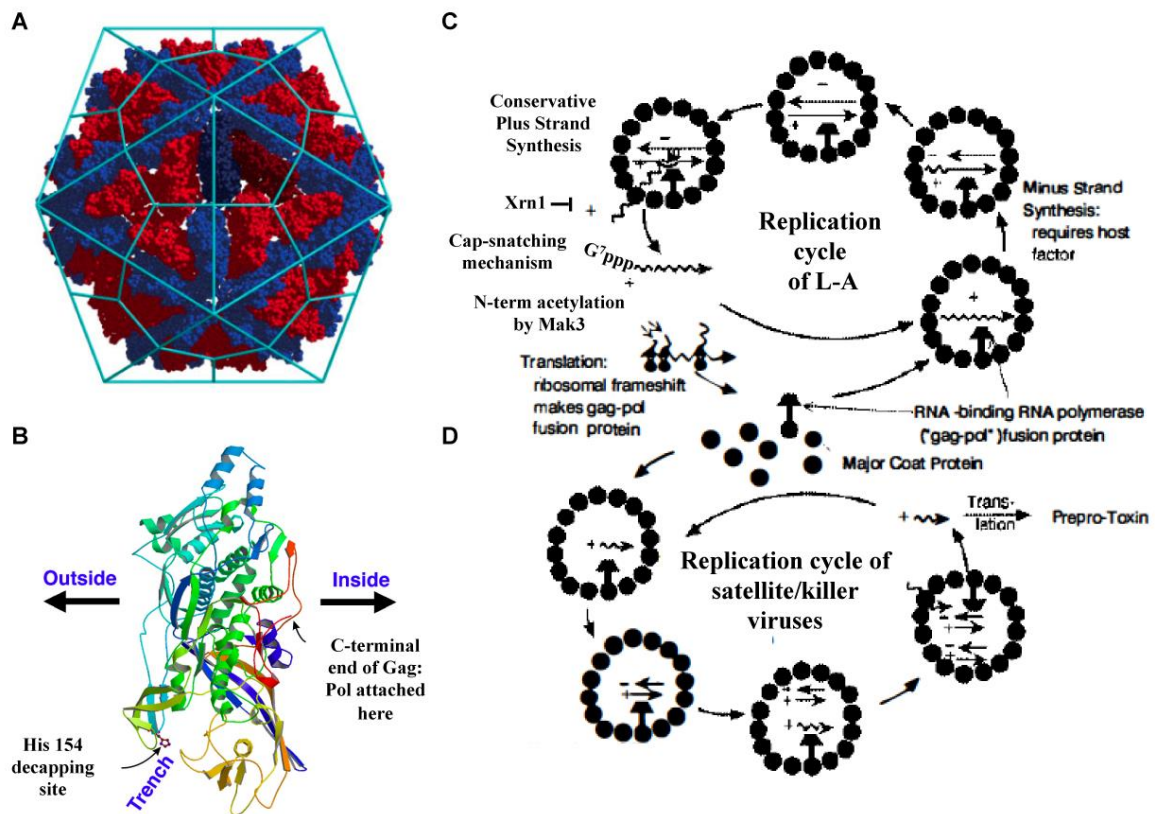 A
B
Outside
Inside
C-terminal
end of Gag:
Pol attached
here
His 154
decapping
site
Trench
C
Conservative
Plus Strand
Synthesis
Xrn1
+
Cap-snatching
mechanism
G⁷ppp
+
N-term acetylation
by Mak3
Replication
cycle
of L-A
-
+
-
+
-
+
Minus Strand
Synthesis:
requires host
factor
+
Translation:
ribosomal frameshift
makes gag-pol
fusion protein
RNA -binding RNA polymerase
("gag-pol" )fusion protein
Major Coat Protein
D
+
Trans-
lation
Prepro-Toxin
Replication cycle of
satellite/killer
viruses
+
-
+
+
+
+
-
+
-
+
-